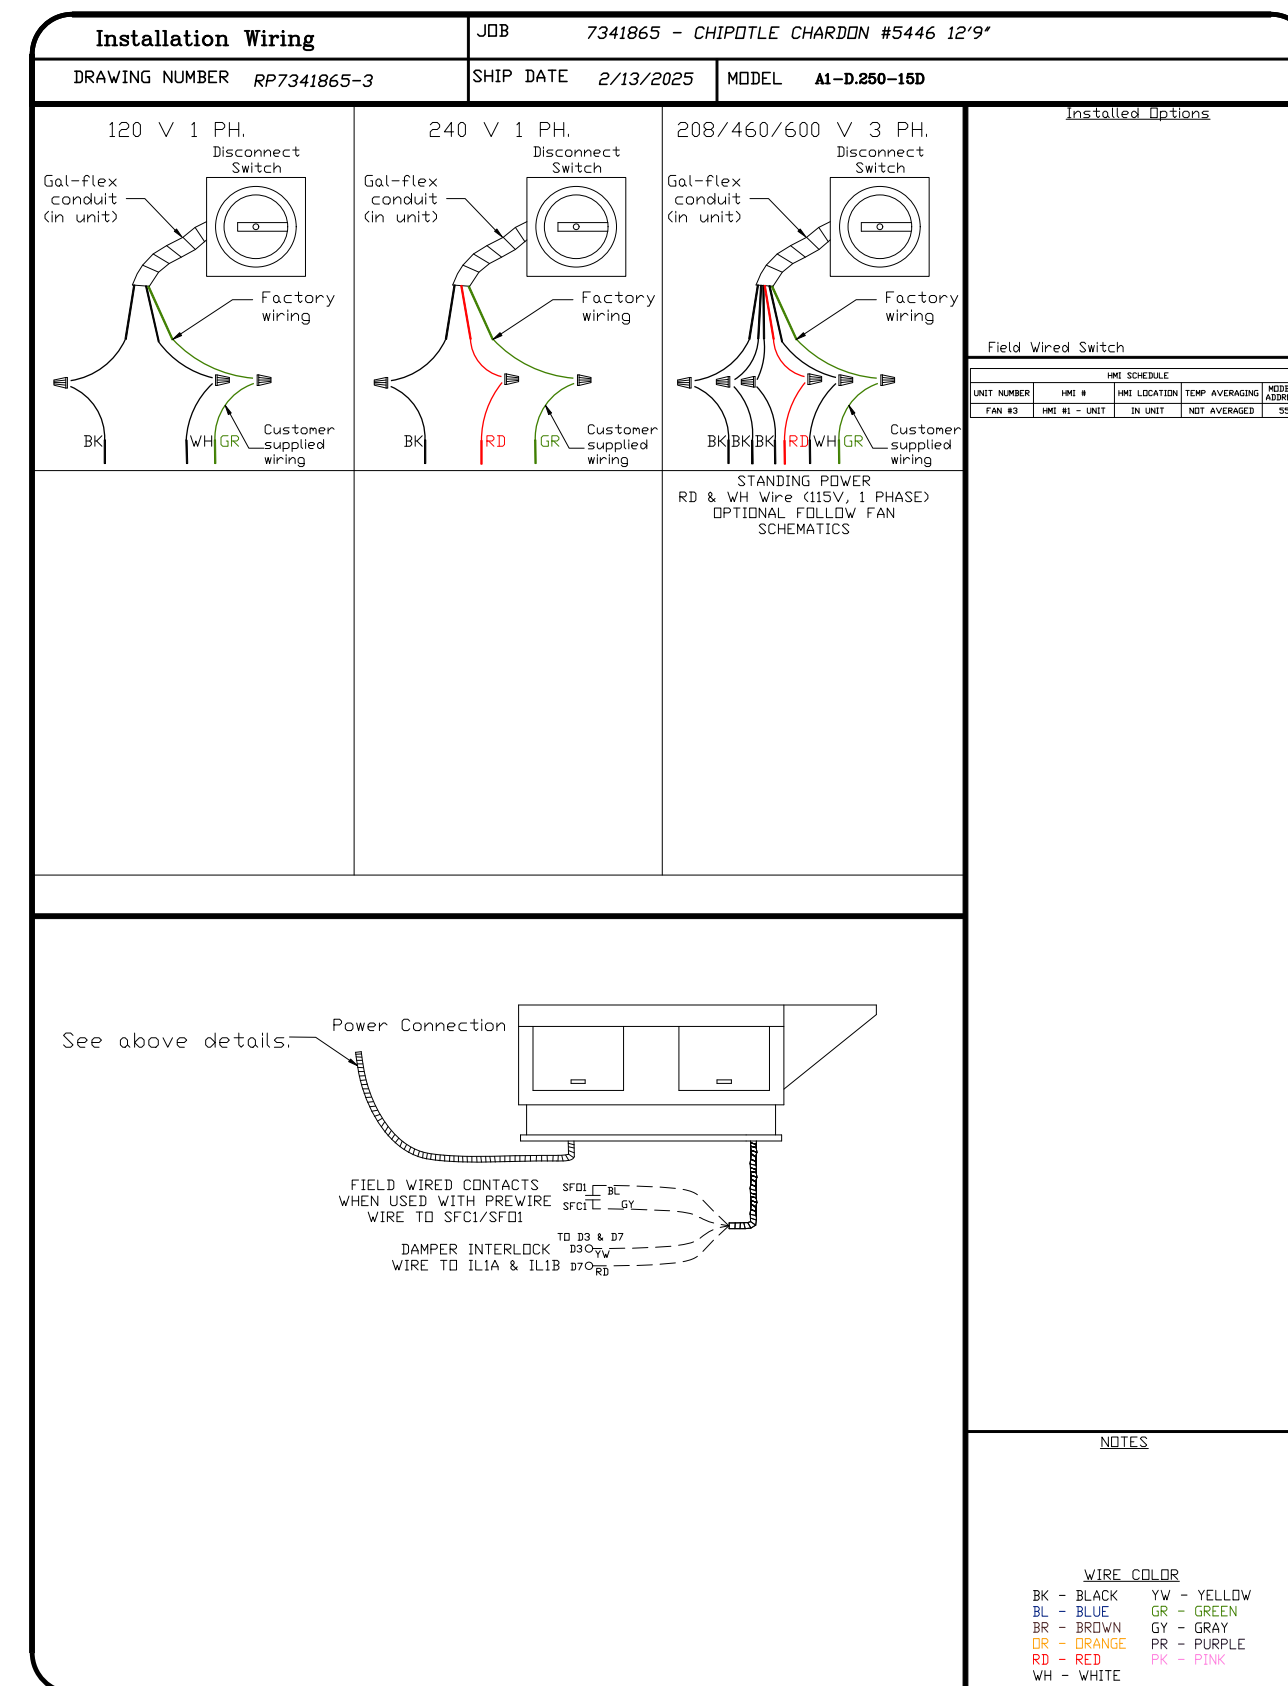 Installation Wiring
JOB 7341865 - CHIPOTLE CHARDON #5446 12'9"
DRAWING NUMBER RP7341865-3
SHIP DATE 2/13/2025
MODEL A1-D.250-15D
120 V 1 PH.
Disconnect
Switch
Gal-flex
conduit
(in unit)
Factory
wiring
BK WH GR
Customer
supplied
wiring
240 V 1 PH.
Disconnect
Switch
Gal-flex
conduit
(in unit)
Factory
wiring
BK RD GR
Customer
supplied
wiring
208/460/600 V 3 PH.
Disconnect
Switch
Gal-flex
conduit
(in unit)
Factory
wiring
BK BK BK RD WH GR
Customer
supplied
wiring
STANDING POWER
RD & WH Wire (115V, 1 PHASE)
OPTIONAL FOLLOW FAN
SCHEMATICS
Installed Options
Field Wired Switch
HMI SCHEDULE
UNIT NUMBER HMI # HMI LOCATION TEMP AVERAGING
FAN #3 HMI #1 - UNIT IN UNIT NOT AVERAGED 55
See above details.
Power Connection
FIELD WIRED CONTACTS
WHEN USED WITH PREWIRE
WIRE TO SFC1/SFO1
SFO1 BL
SFC1 GY
TO D3 & D7
DAMPER INTERLOCK
WIRE TO IL1A & IL1B
D3 YW
D7 RD
NOTES
WIRE COLOR
BK - BLACK YW - YELLOW
BL - BLUE GR - GREEN
BR - BROWN GY - GRAY
OR - ORANGE PR - PURPLE
RD - RED PK - PINK
WH - WHITE